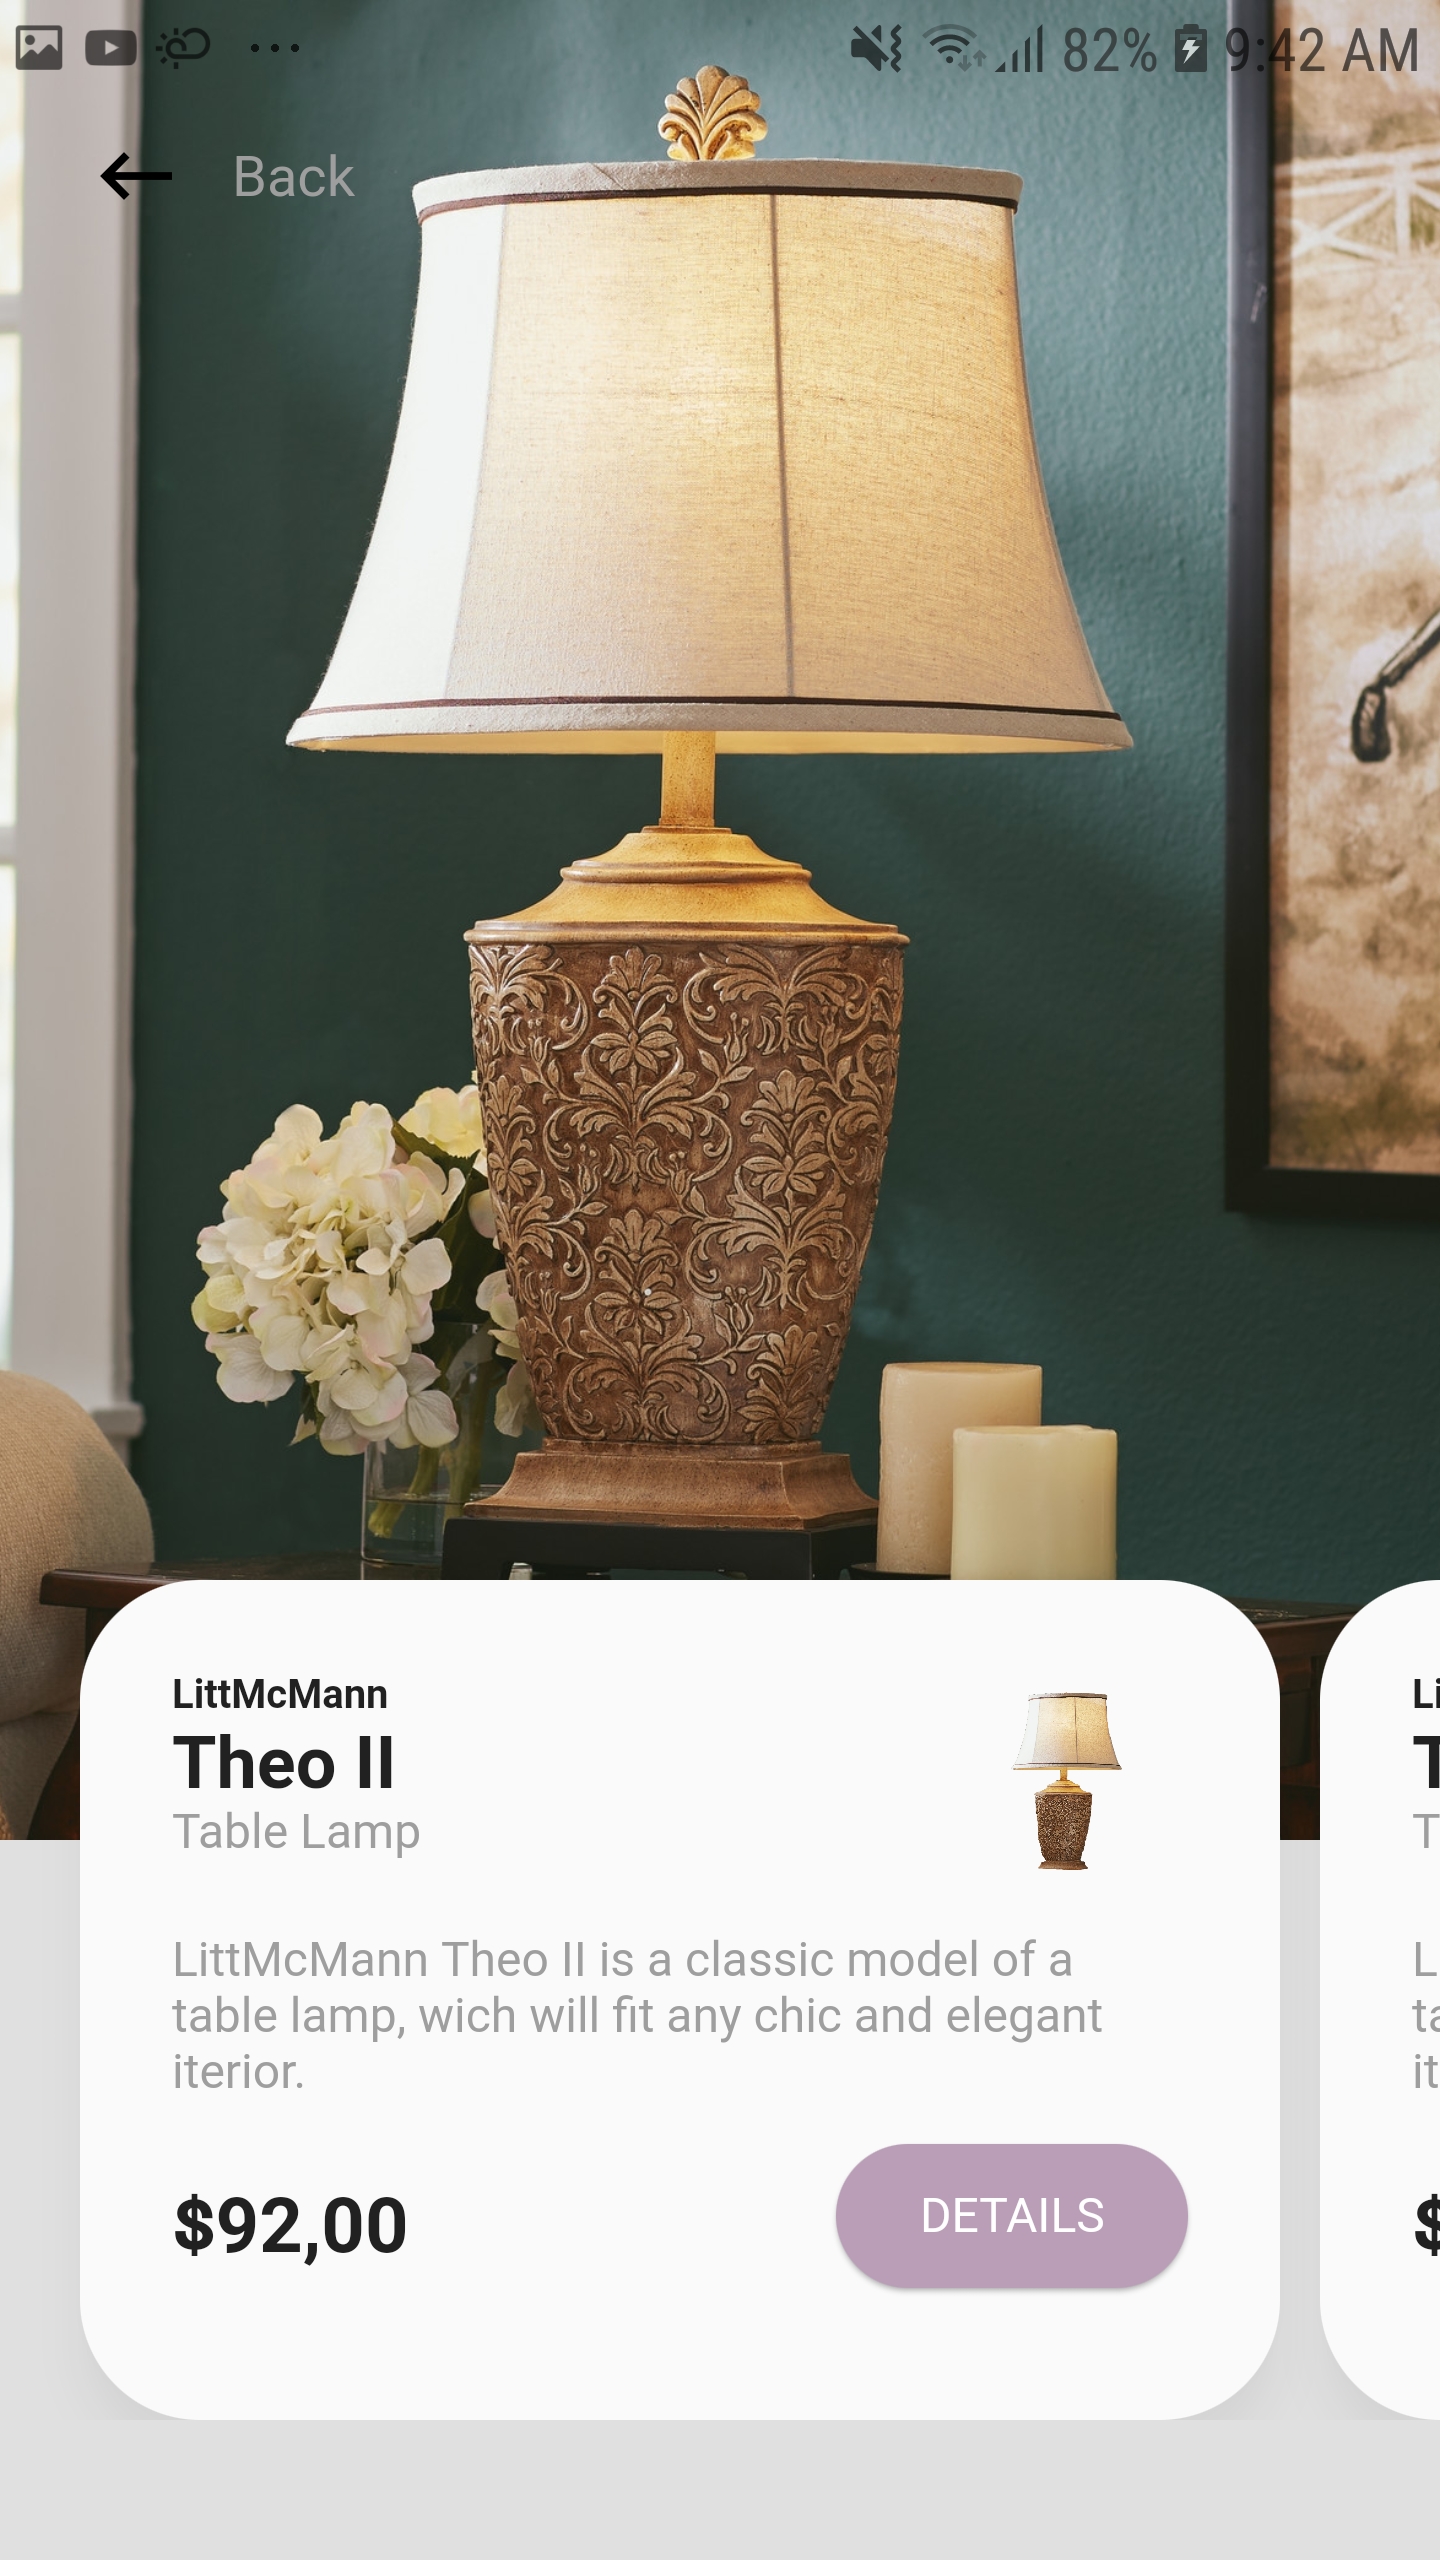 82% 9:42 AM
Back
LittMcMann
Theo II
Table Lamp
LittMcMann Theo II is a classic model of a
table lamp, wich will fit any chic and elegant
iterior.
$92,00
DETAILS
Li
T
T
L
ta
it
$